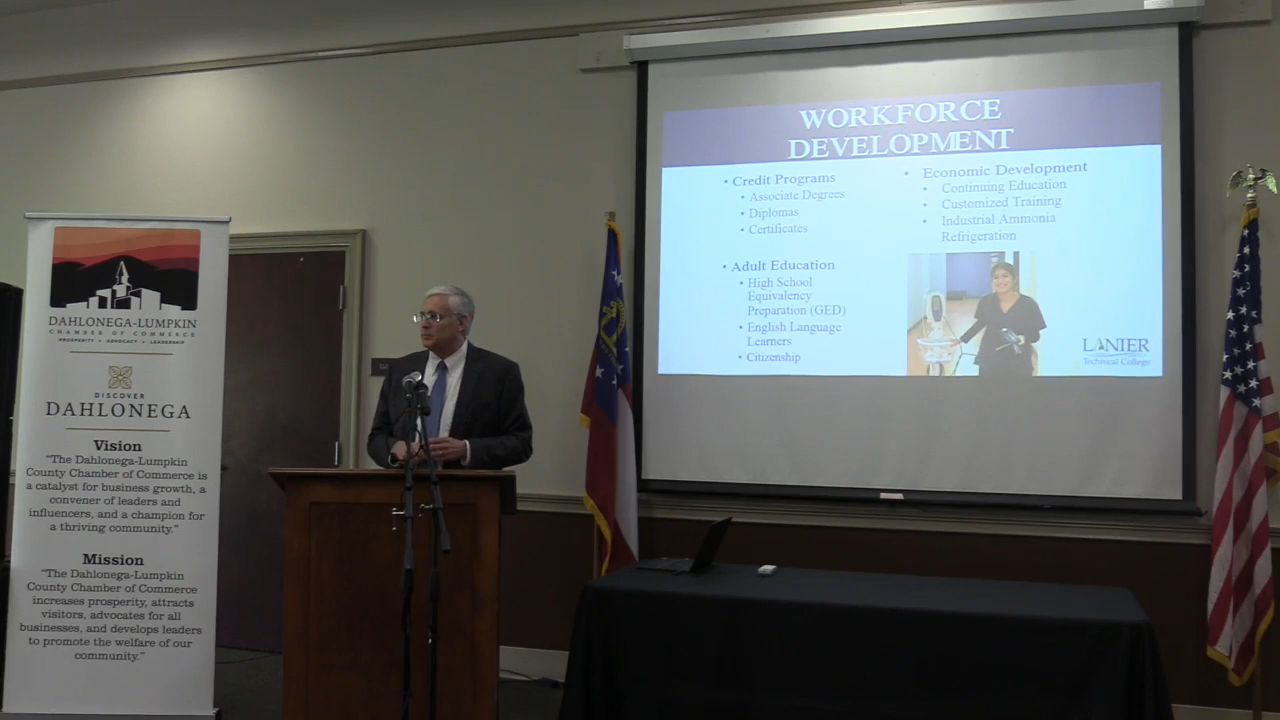 DAHLONEGA-LUMPKIN
CHAMBER OF COMMERCE
PROSPERITY • ADVOCACY • LEADERSHIP
DISCOVER
DAHLONEGA
Vision
"The Dahlonega-Lumpkin
County Chamber of Commerce is
a catalyst for business growth, a
convener of leaders and
influencers, and a champion for
a thriving community."
Mission
"The Dahlonega-Lumpkin
County Chamber of Commerce
increases prosperity, attracts
visitors, advocates for all
businesses, and develops leaders
to promote the welfare of our
community."
WORKFORCE
DEVELOPMENT
• Credit Programs
• Associate Degrees
• Diplomas
• Certificates
• Adult Education
• High School
Equivalency
Preparation (GED)
• English Language
Learners
• Citizenship
• Economic Development
• Continuing Education
• Customized Training
• Industrial Ammonia
Refrigeration
LANIER
Technical College